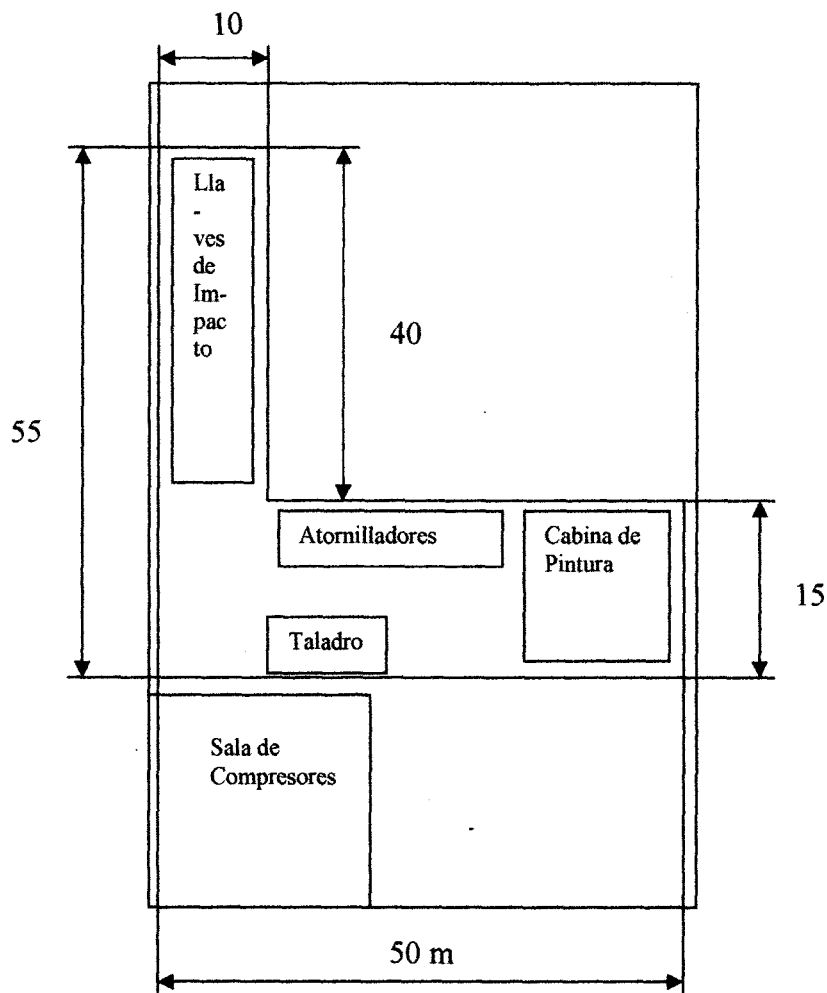 10
Lla
-
ves
de
Im-
pac
to
40
55
Atornilladores
Cabina de
Pintura
15
Taladro
Sala de
Compresores
50 m